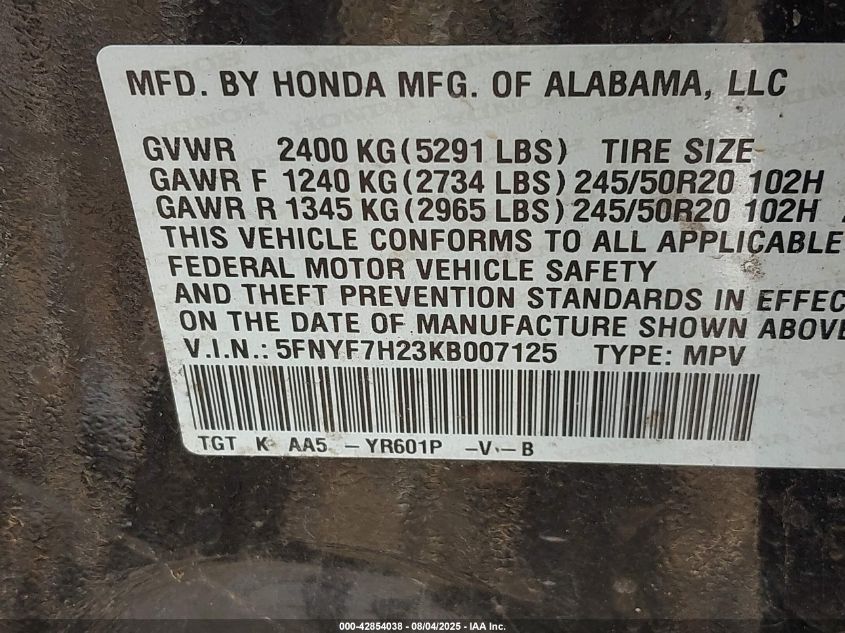 MFD. BY HONDA MFG. OF ALABAMA, LLC
GVWR 2400 KG(5291 LBS) TIRE SIZE
GAWR F 1240 KG(2734 LBS) 245/50R20 102H
GAWR R 1345 KG(2965 LBS) 245/50R20 102H
THIS VEHICLE CONFORMS TO ALL APPLICABLE
FEDERAL MOTOR VEHICLE SAFETY
AND THEFT PREVENTION STANDARDS IN EFFEC
ON THE DATE OF MANUFACTURE SHOWN ABOVE
V.I.N.: 5FNYF7H23KB007125 TYPE: MPV
TGT K AA5 - YR601P -V--B
000-42854038 - 08/04/2025 - IAA Inc.